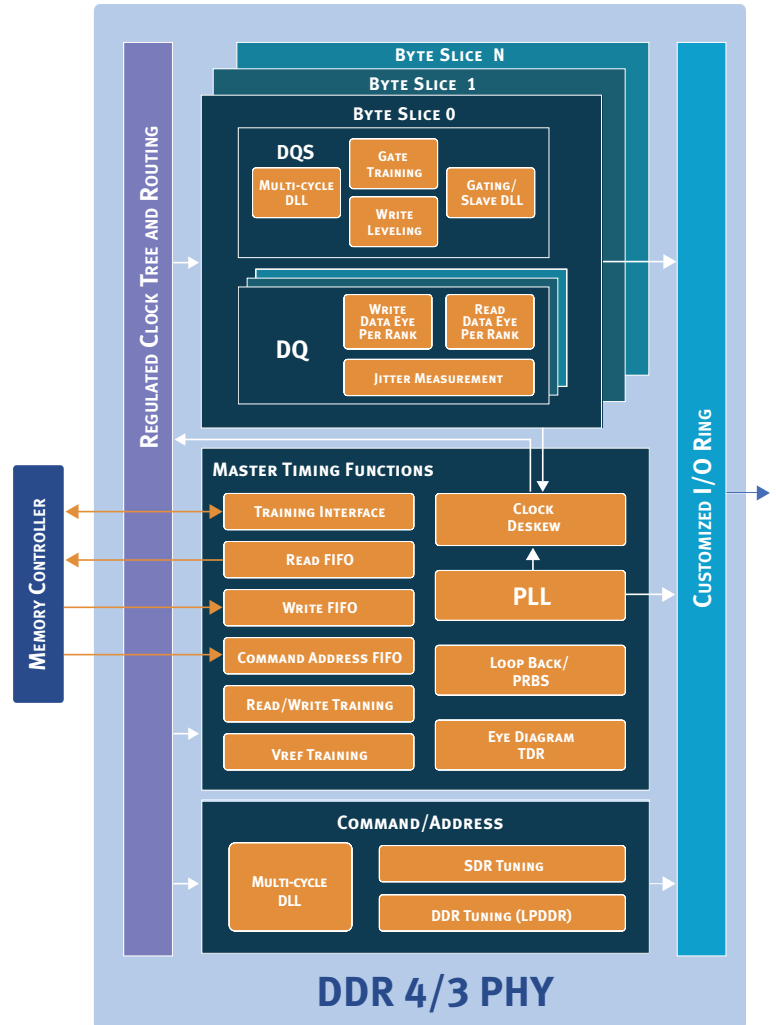 BYTE SLICE N
BYTE SLICE 1
BYTE SLICE 0
DQS
MULTI-CYCLE
DLL
GATE
TRAINING
WRITE
LEVELING
GATING/
SLAVE DLL
DQ
WRITE
DATA EYE
PER RANK
READ
DATA EYE
PER RANK
JITTER MEASUREMENT
REGULATED CLOCK TREE AND ROUTING
CUSTOMIZED I/O RING
MEMORY CONTROLLER
MASTER TIMING FUNCTIONS
TRAINING INTERFACE
READ FIFO
WRITE FIFO
COMMAND ADDRESS FIFO
READ/WRITE TRAINING
VREF TRAINING
CLOCK
DESKEW
PLL
LOOP BACK/
PRBS
EYE DIAGRAM
TDR
COMMAND/ADDRESS
MULTI-CYCLE
DLL
SDR TUNING
DDR TUNING (LPDDR)
DDR 4/3 PHY